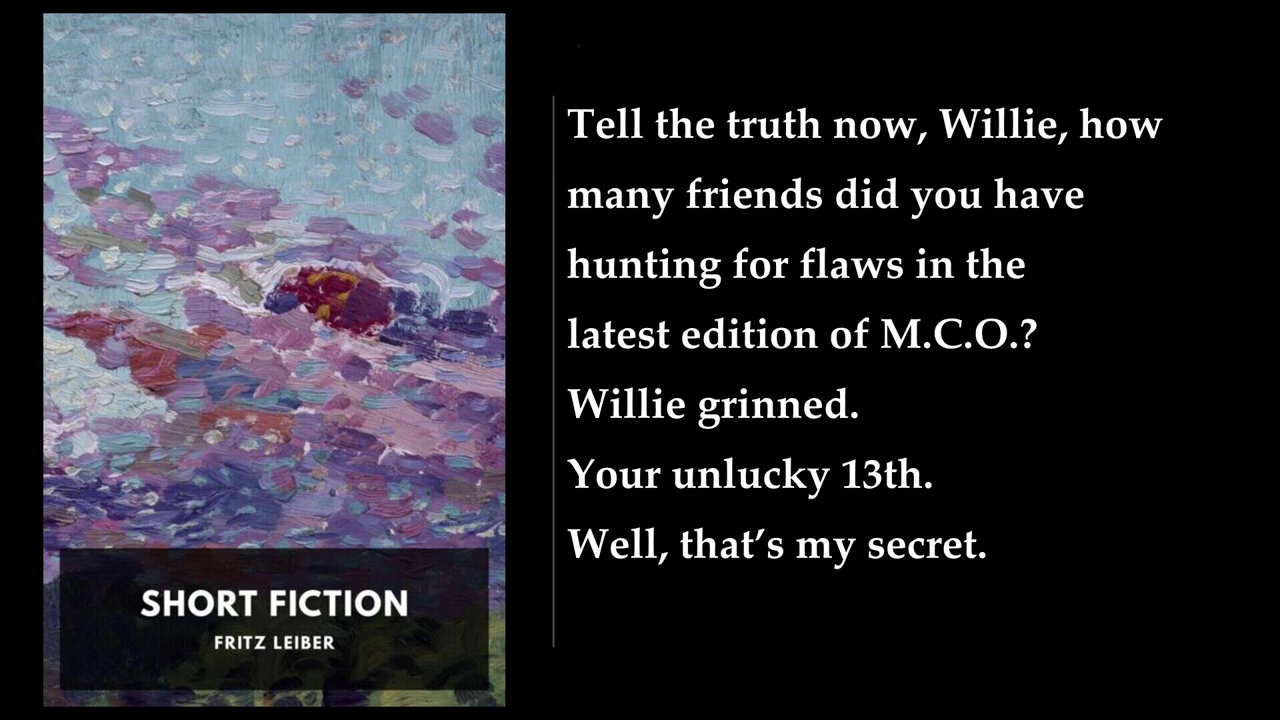 Tell the truth now, Willie, how
many friends did you have
hunting for flaws in the
latest edition of M.C.O.?
Willie grinned.
Your unlucky 13th.
Well, that’s my secret.
SHORT FICTION
FRITZ LEIBER